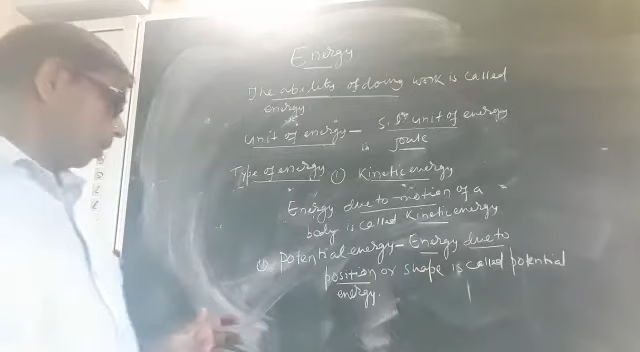 Energy
The ability of doing work is called
energy
Unit of energy - S.I unit of energy
is joule
Type of energy ① Kinetic energy
Energy due to motion of a
body is called Kinetic energy
② Potential energy - Energy due to
position or shape is called potential
energy.